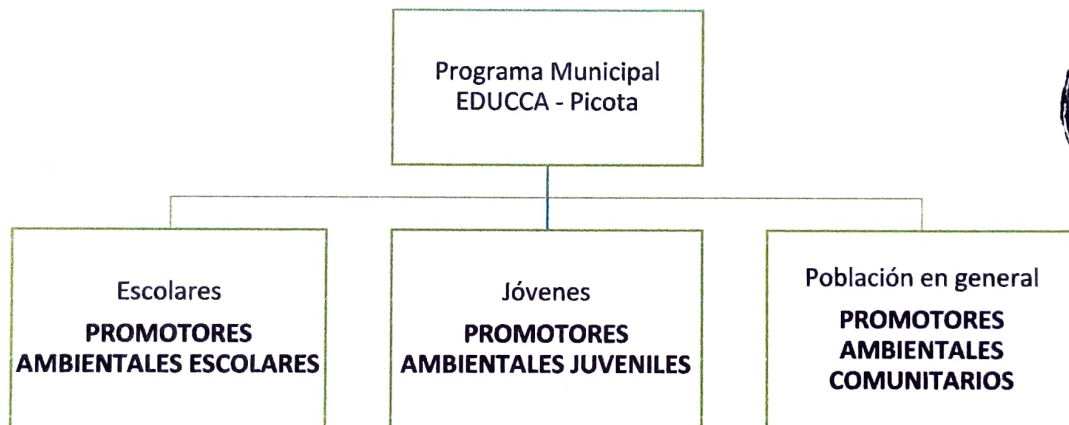 Programa Municipal
EDUCCA - Picota
Escolares
PROMOTORES
AMBIENTALES ESCOLARES
Jóvenes
PROMOTORES
AMBIENTALES JUVENILES
Población en general
PROMOTORES
AMBIENTALES
COMUNITARIOS